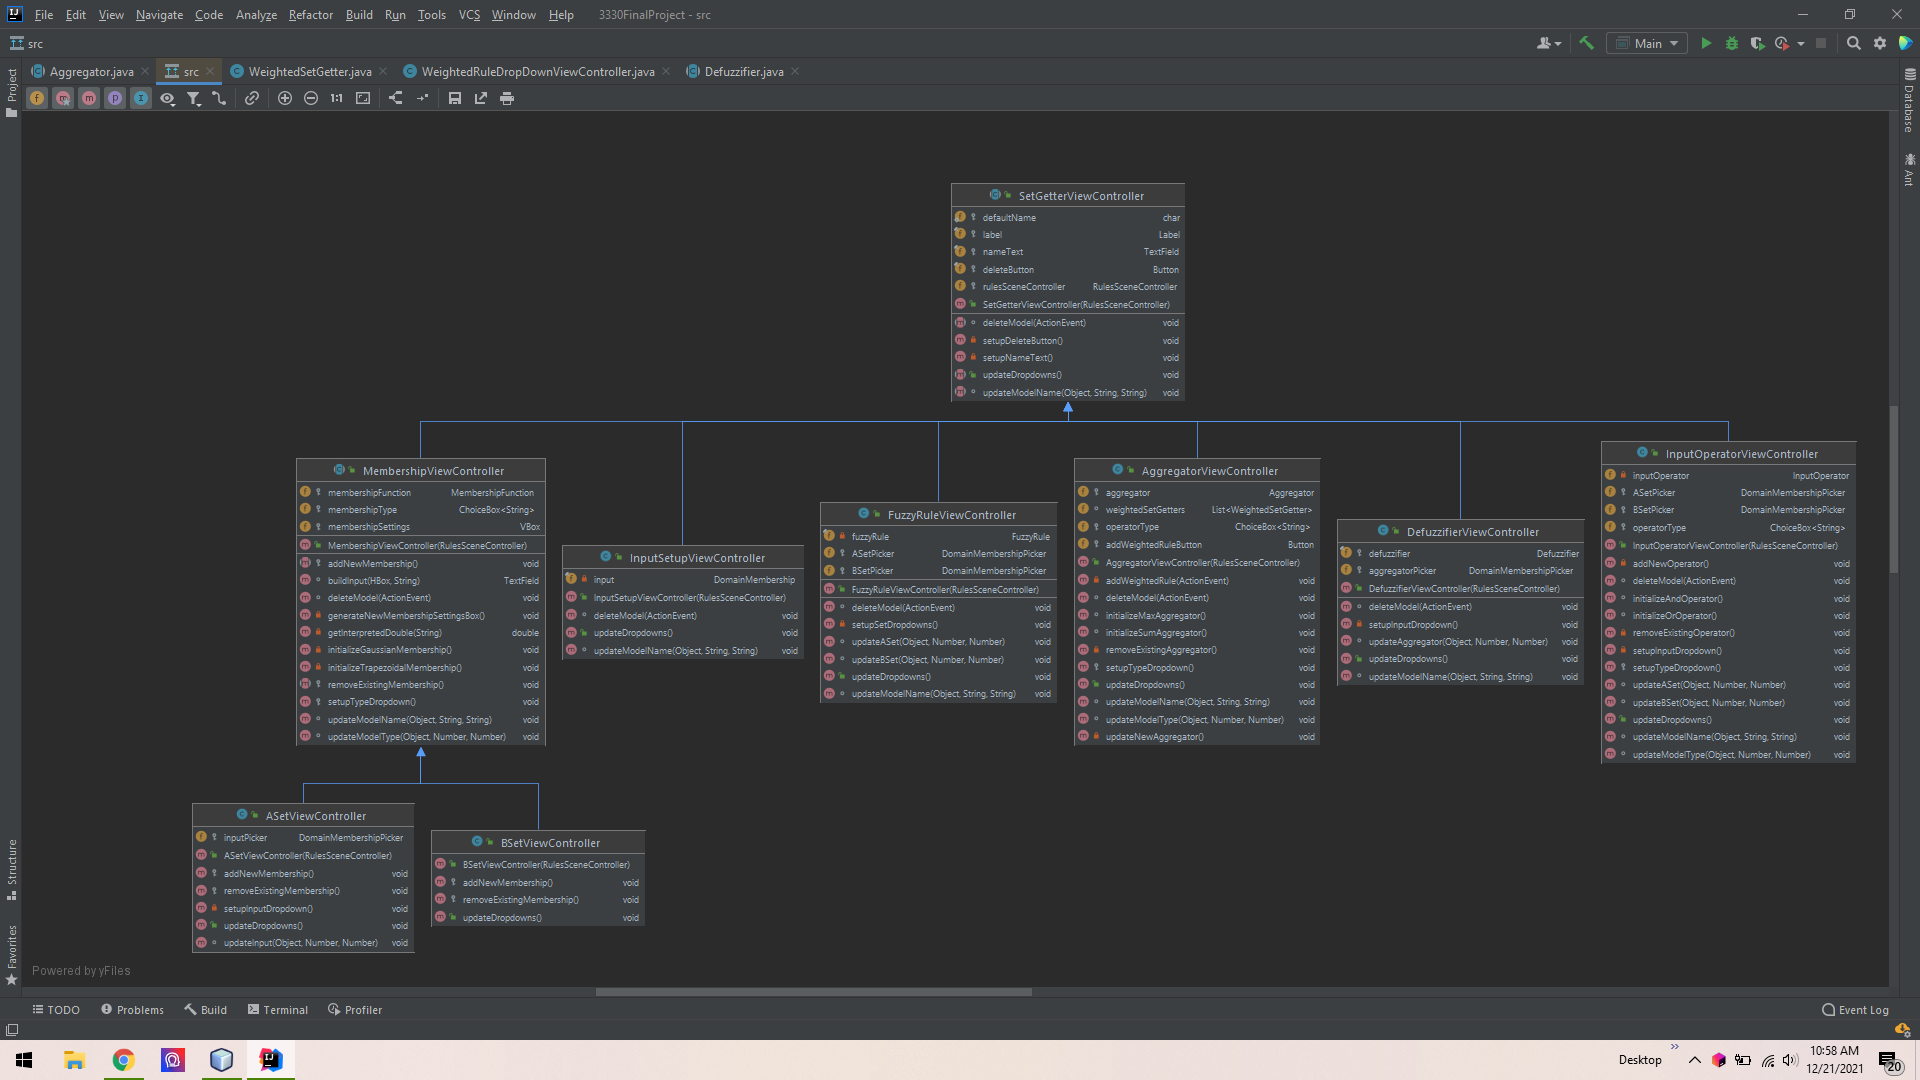 File Edit View Navigate Code Analyze Refactor Build Run Tools VCS Window Help 3330FinalProject - src
src
Main
Aggregator.java src WeightedSetGetter.java WeightedRuleDropDownViewController.java Defuzzifier.java
1:1
Project
Database
Ant
SetGetterViewController
defaultName char
label Label
nameText TextField
deleteButton Button
rulesSceneController RulesSceneController
SetGetterViewController(RulesSceneController)
deleteModel(ActionEvent) void
setupDeleteButton() void
setupNameText() void
updateDropdowns() void
updateModelName(Object, String, String) void
MembershipViewController
membershipFunction MembershipFunction
membershipType ChoiceBox<String>
membershipSettings VBox
MembershipViewController(RulesSceneController)
addNewMembership() void
buildInput(HBox, String) TextField
deleteModel(ActionEvent) void
generateNewMembershipSettingsBox() void
getInterpretedDouble(String) double
initializeGaussianMembership() void
initializeTrapezoidalMembership() void
removeExistingMembership() void
setupTypeDropdown() void
updateModelName(Object, String, String) void
updateModelType(Object, Number, Number) void
InputSetupViewController
input DomainMembership
InputSetupViewController(RulesSceneController)
deleteModel(ActionEvent) void
updateDropdowns() void
updateModelName(Object, String, String) void
FuzzyRuleViewController
fuzzyRule FuzzyRule
ASetPicker DomainMembershipPicker
BSetPicker DomainMembershipPicker
FuzzyRuleViewController(RulesSceneController)
deleteModel(ActionEvent) void
setupSetDropdowns() void
updateASet(Object, Number, Number) void
updateBSet(Object, Number, Number) void
updateDropdowns() void
updateModelName(Object, String, String) void
AggregatorViewController
aggregator Aggregator
weightedSetGetters List<WeightedSetGetter>
operatorType ChoiceBox<String>
addWeightedRuleButton Button
AggregatorViewController(RulesSceneController)
addWeightedRule(ActionEvent) void
deleteModel(ActionEvent) void
initializeMaxAggregator() void
initializeSumAggregator() void
removeExistingAggregator() void
setupTypeDropdown() void
updateDropdowns() void
updateModelName(Object, String, String) void
updateModelType(Object, Number, Number) void
updateNewAggregator() void
DefuzzifierViewController
defuzzifier Defuzzifier
aggregatorPicker DomainMembershipPicker
DefuzzifierViewController(RulesSceneController)
deleteModel(ActionEvent) void
setupInputDropdown() void
updateAggregator(Object, Number, Number) void
updateDropdowns() void
updateModelName(Object, String, String) void
InputOperatorViewController
inputOperator InputOperator
ASetPicker DomainMembershipPicker
BSetPicker DomainMembershipPicker
operatorType ChoiceBox<String>
InputOperatorViewController(RulesSceneController)
addNewOperator() void
deleteModel(ActionEvent) void
initializeAndOperator() void
initializeOrOperator() void
removeExistingOperator() void
setupInputDropdown() void
setupTypeDropdown() void
updateASet(Object, Number, Number) void
updateBSet(Object, Number, Number) void
updateDropdowns() void
updateModelName(Object, String, String) void
updateModelType(Object, Number, Number) void
ASetViewController
inputPicker DomainMembershipPicker
ASetViewController(RulesSceneController)
addNewMembership() void
removeExistingMembership() void
setupInputDropdown() void
updateDropdowns() void
updateInput(Object, Number, Number) void
BSetViewController
BSetViewController(RulesSceneController)
addNewMembership() void
removeExistingMembership() void
updateDropdowns() void
Structure
Favorites
Powered by yFiles
TODO Problems Build Terminal Profiler Event Log
Desktop
10:58 AM
12/21/2021
20